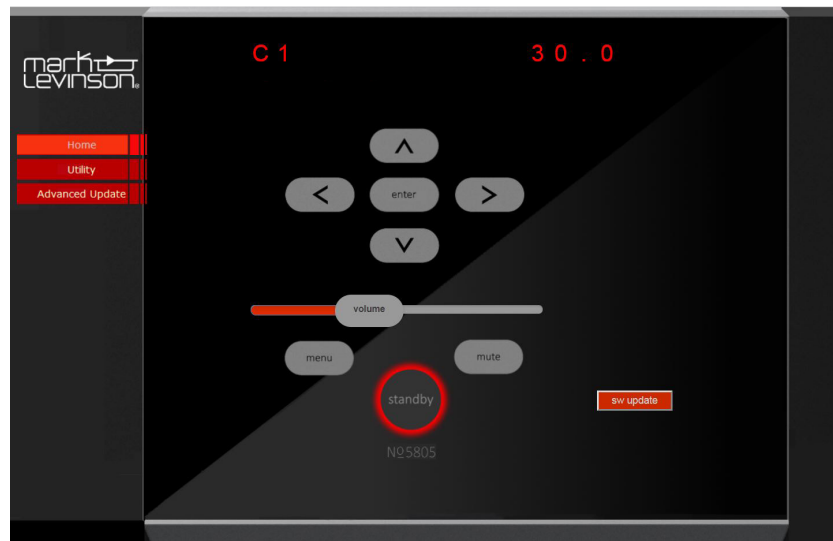 mark
Levinson®
C1 30.0
Home
Utility
Advanced Update
enter
volume
menu mute
standby
sw update
№5805